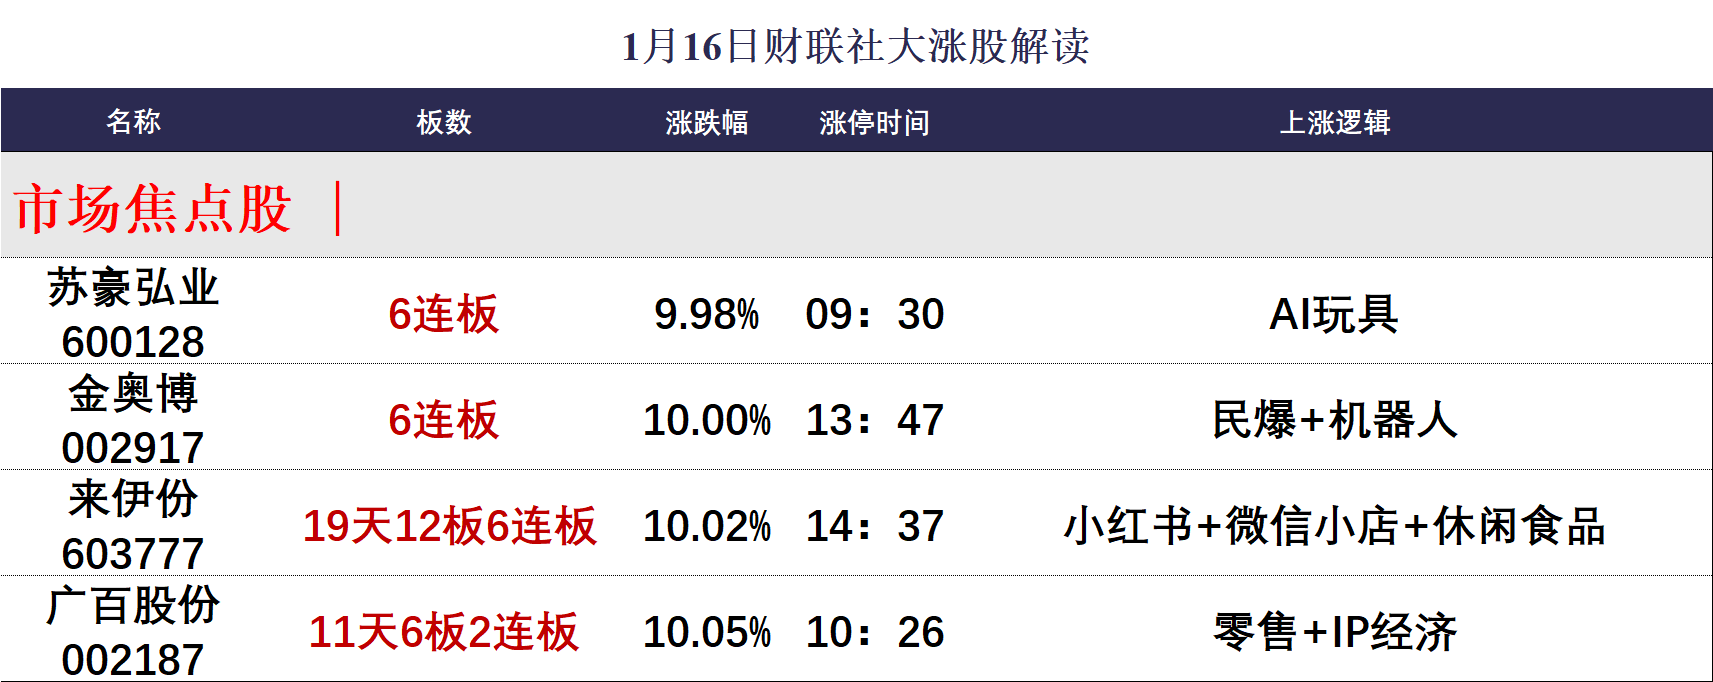 1月16日财联社大涨股解读
名称 板数 涨跌幅 涨停时间 上涨逻辑
市场焦点股 |
苏豪弘业
600128 6连板 9.98% 09：30 AI玩具
金奥博
002917 6连板 10.00% 13：47 民爆+机器人
来伊份
603777 19天12板6连板 10.02% 14：37 小红书+微信小店+休闲食品
广百股份
002187 11天6板2连板 10.05% 10：26 零售+IP经济